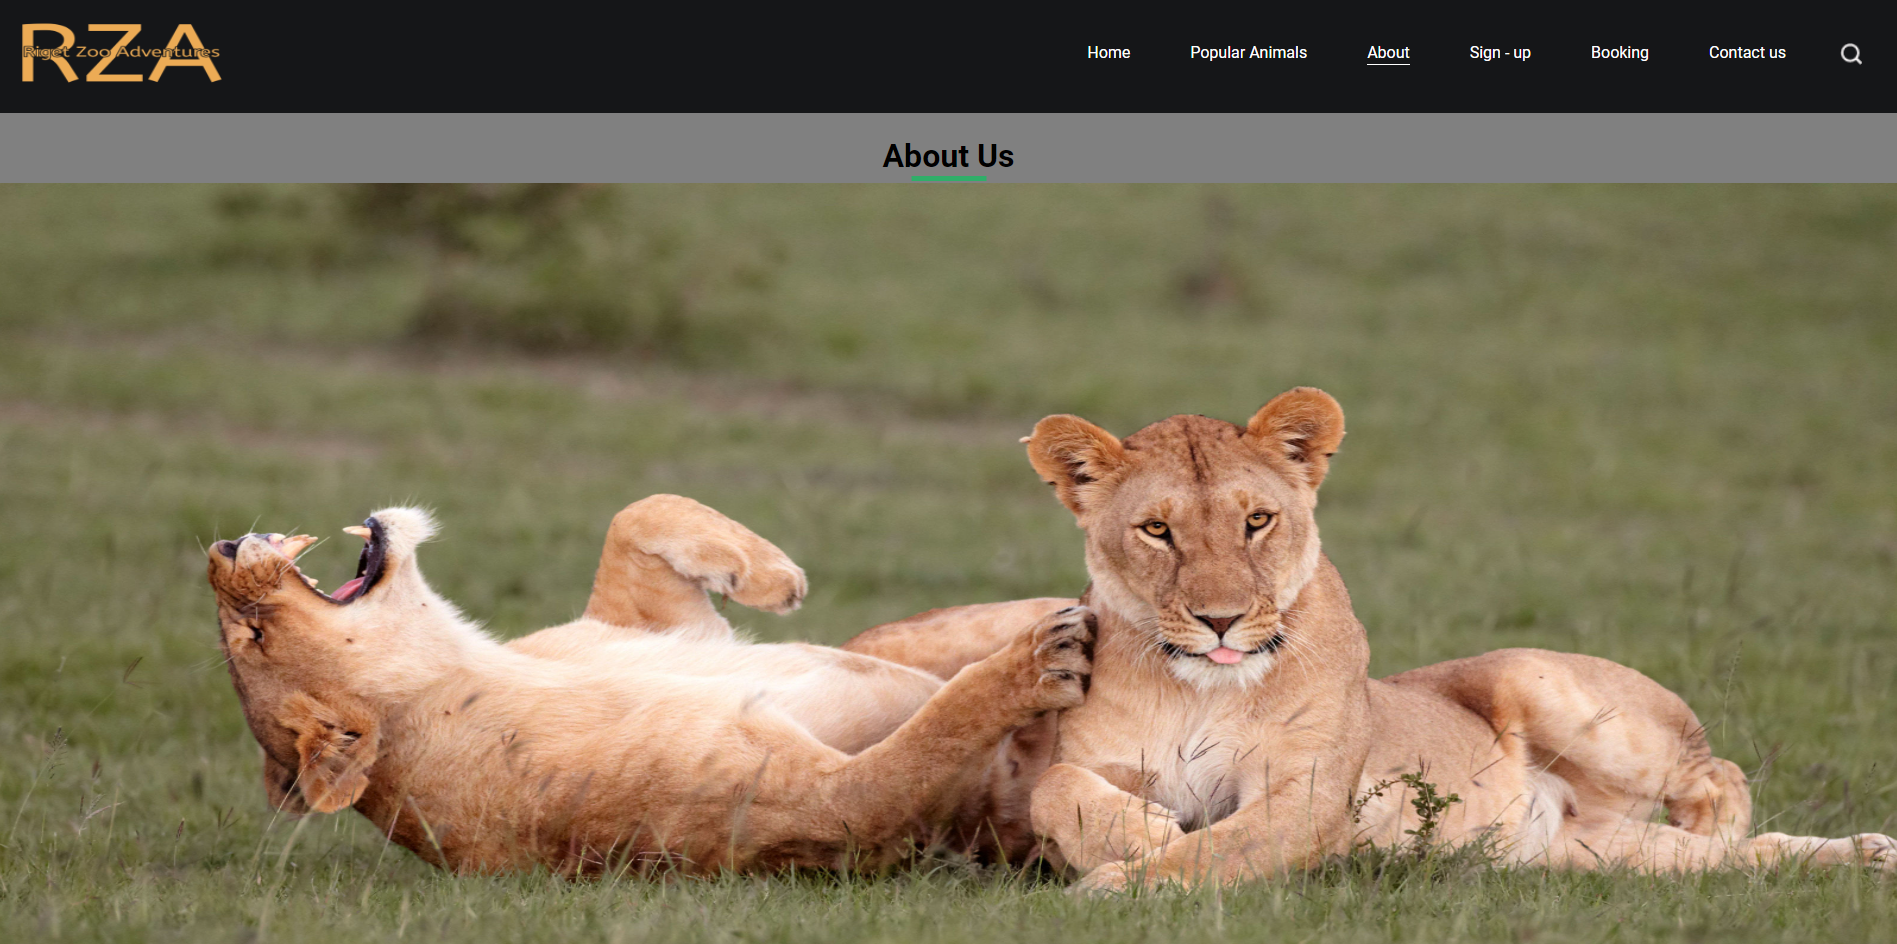 RZA
Riget Zoo Adventures
Home
Popular Animals
About
Sign - up
Booking
Contact us
About Us